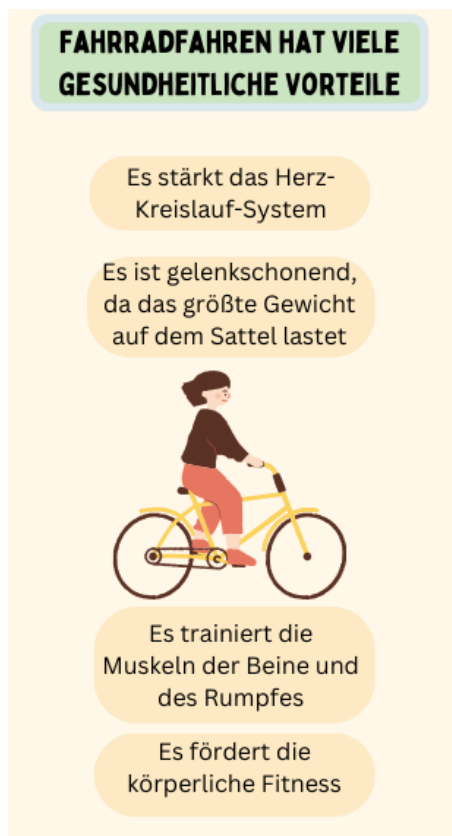 FAHRRADFAHREN HAT VIELE
GESUNDHEITLICHE VORTEILE
Es stärkt das Herz-
Kreislauf-System
Es ist gelenkschonend,
da das größte Gewicht
auf dem Sattel lastet
Es trainiert die
Muskeln der Beine und
des Rumpfes
Es fördert die
körperliche Fitness